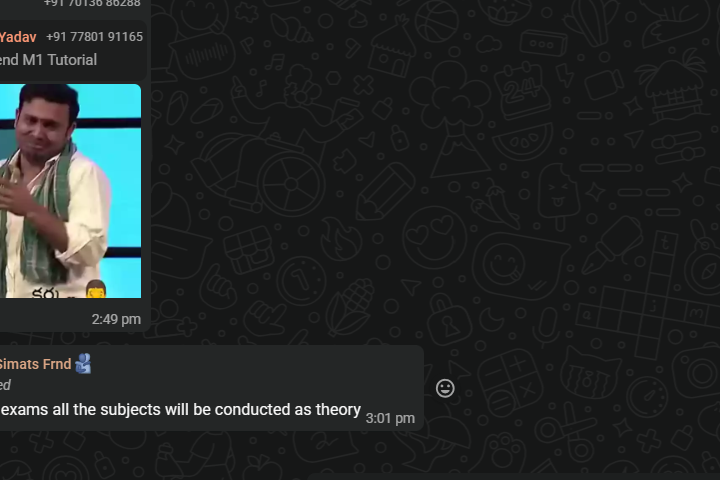 +91 70136 86288
Yadav +91 77801 91165
end M1 Tutorial
2:49 pm
Simats Frnd
ed
exams all the subjects will be conducted as theory
3:01 pm